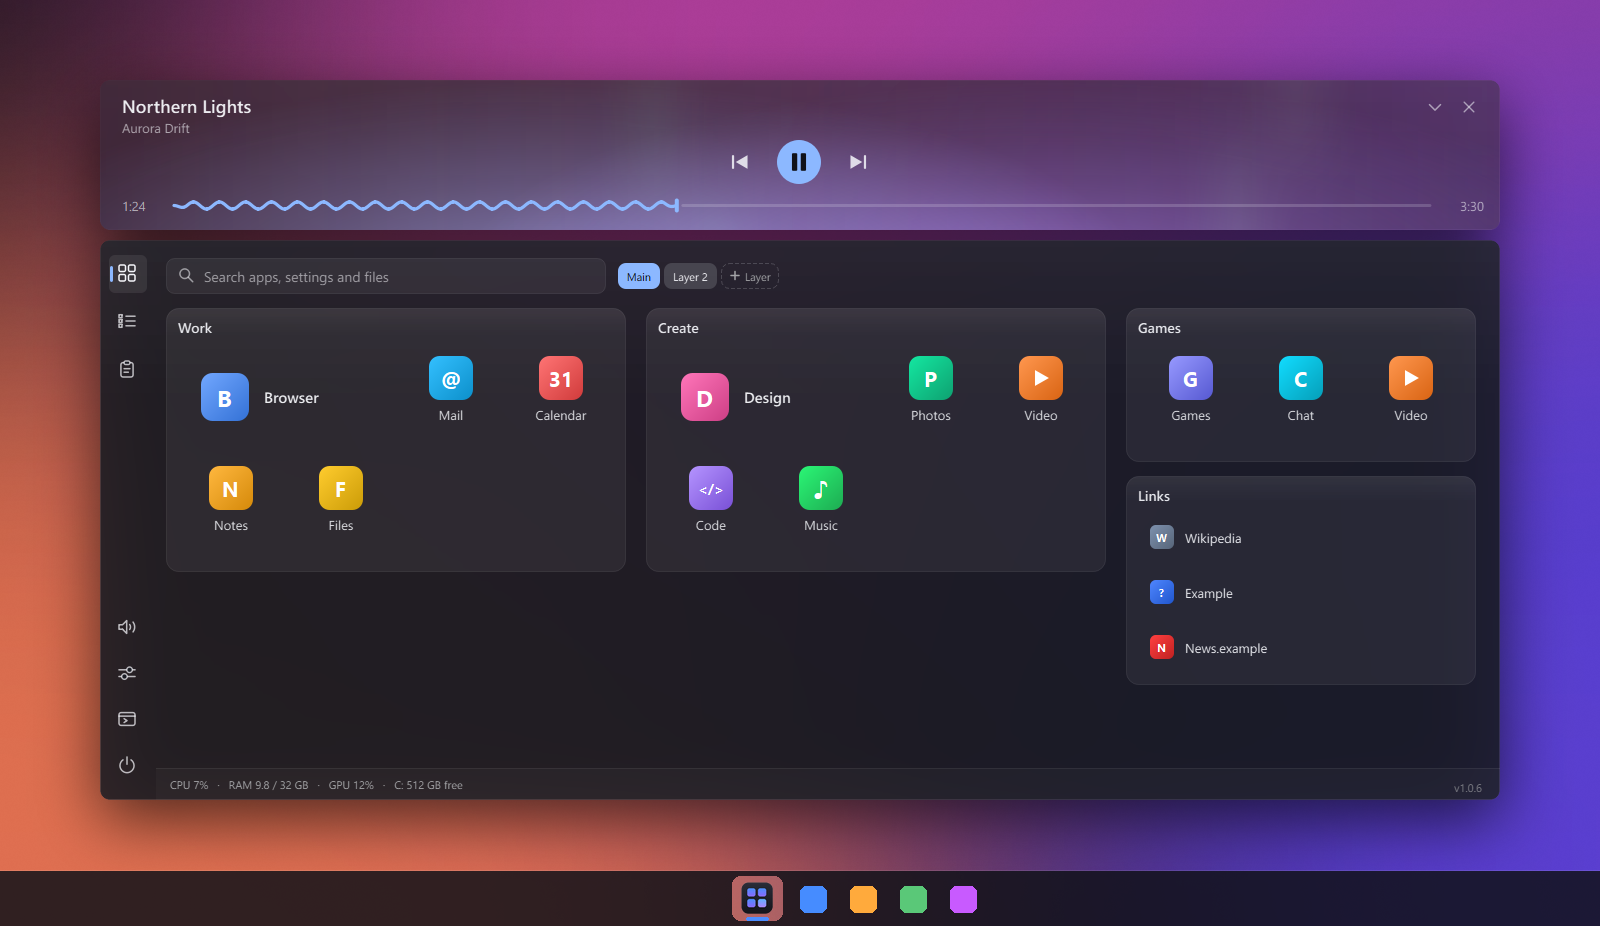 Northern Lights
Aurora Drift
1:24
3:30
Search apps, settings and files
Main
Layer 2
+ Layer
Work
B
Browser
@
Mail
31
Calendar
N
Notes
F
Files
Create
D
Design
P
Photos
Video
</>
Code
Music
Games
G
Games
C
Chat
Video
Links
W
Wikipedia
?
Example
N
News.example
CPU 7% · RAM 9.8 / 32 GB · GPU 12% · C: 512 GB free
v1.0.6